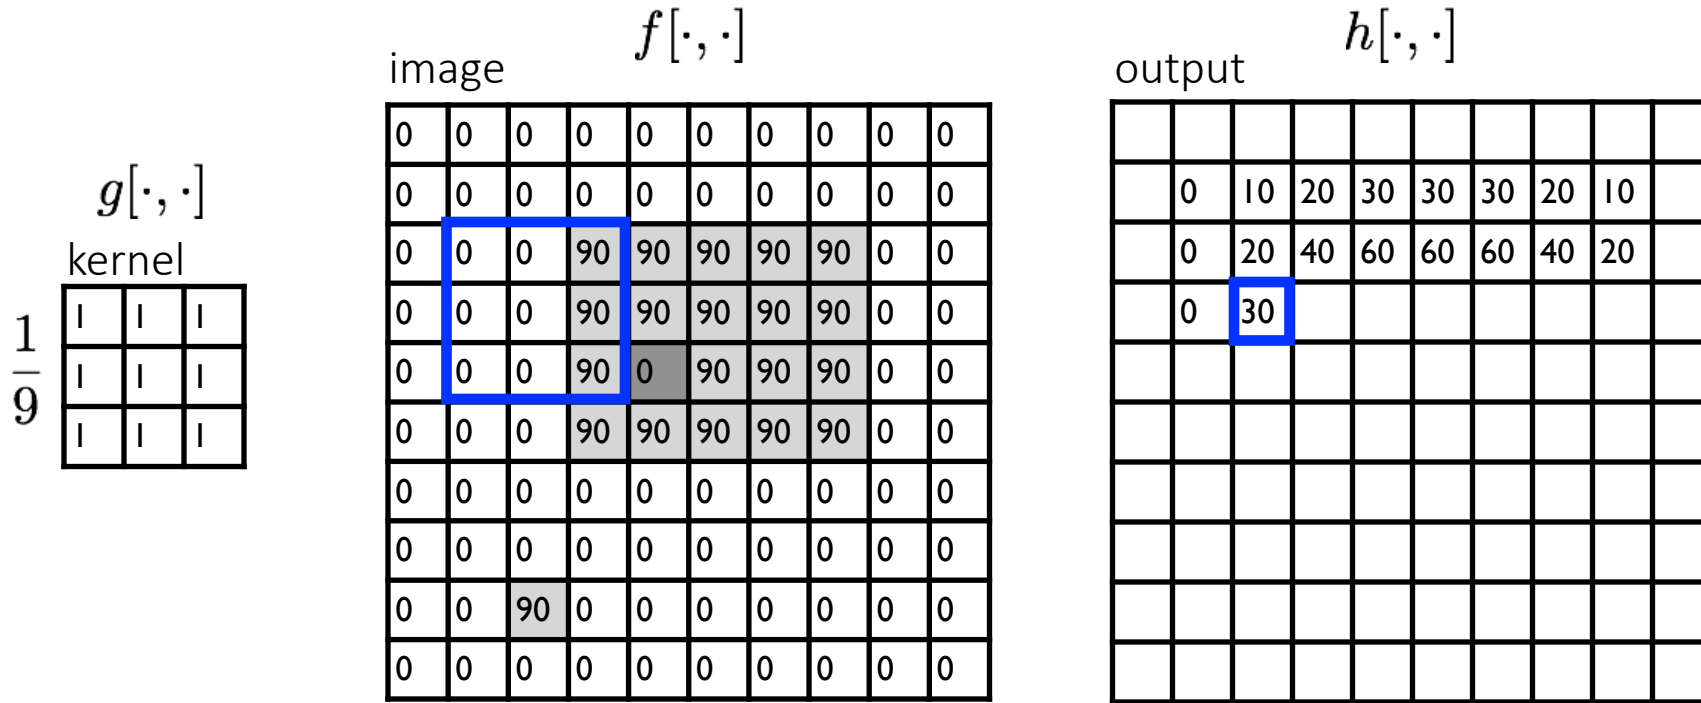 f[·, ·]
h[·, ·]
image
output
g[·, ·]
kernel
1/9
1 1 1
1 1 1
1 1 1
0 0 0 0 0 0 0 0 0 0
0 0 0 0 0 0 0 0 0 0
0 0 0 90 90 90 90 90 0 0
0 0 0 90 90 90 90 90 0 0
0 0 0 90 0 90 90 90 0 0
0 0 0 90 90 90 90 90 0 0
0 0 0 0 0 0 0 0 0 0
0 0 0 0 0 0 0 0 0 0
0 0 90 0 0 0 0 0 0 0
0 0 0 0 0 0 0 0 0 0
0 10 20 30 30 30 20 10
0 20 40 60 60 60 40 20
0 30